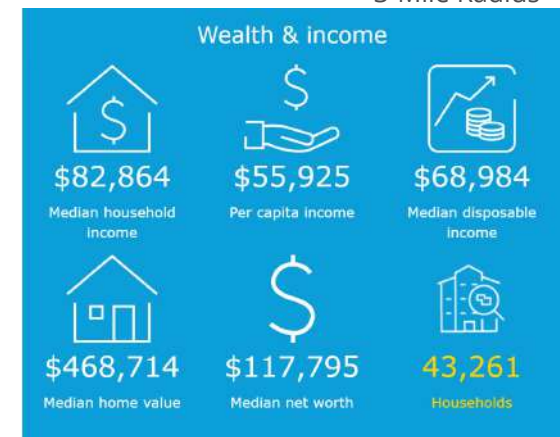 Wealth & income
$82,864
Median household
income
$55,925
Per capita income
$68,984
Median disposable
income
$468,714
Median home value
$117,795
Median net worth
43,261
Households